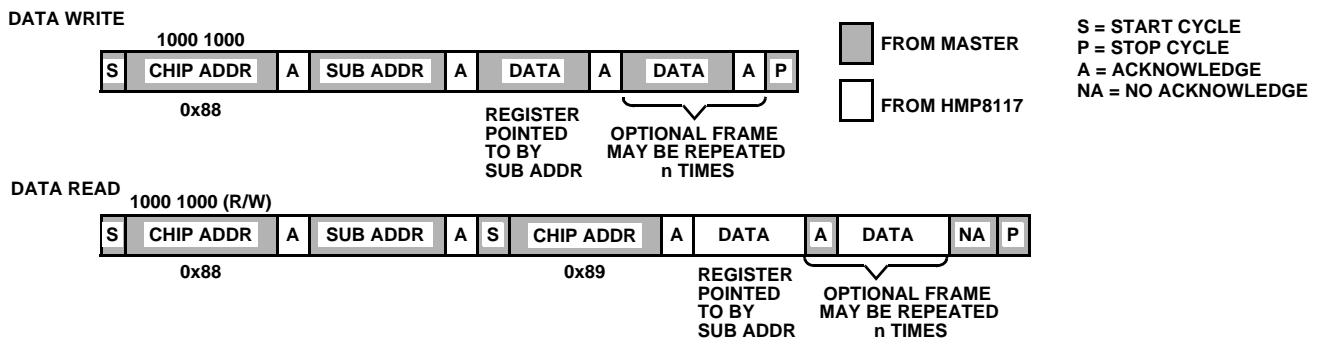 DATA WRITE
1000 1000
S CHIP ADDR A SUB ADDR A DATA A DATA A P
0x88
REGISTER
POINTED
TO BY
SUB ADDR
OPTIONAL FRAME
MAY BE REPEATED
n TIMES
FROM MASTER
FROM HMP8117
S = START CYCLE
P = STOP CYCLE
A = ACKNOWLEDGE
NA = NO ACKNOWLEDGE
DATA READ
1000 1000 (R/W)
S CHIP ADDR A SUB ADDR A S CHIP ADDR A DATA A DATA NA P
0x88 0x89
REGISTER
POINTED
TO BY
SUB ADDR
OPTIONAL FRAME
MAY BE REPEATED
n TIMES